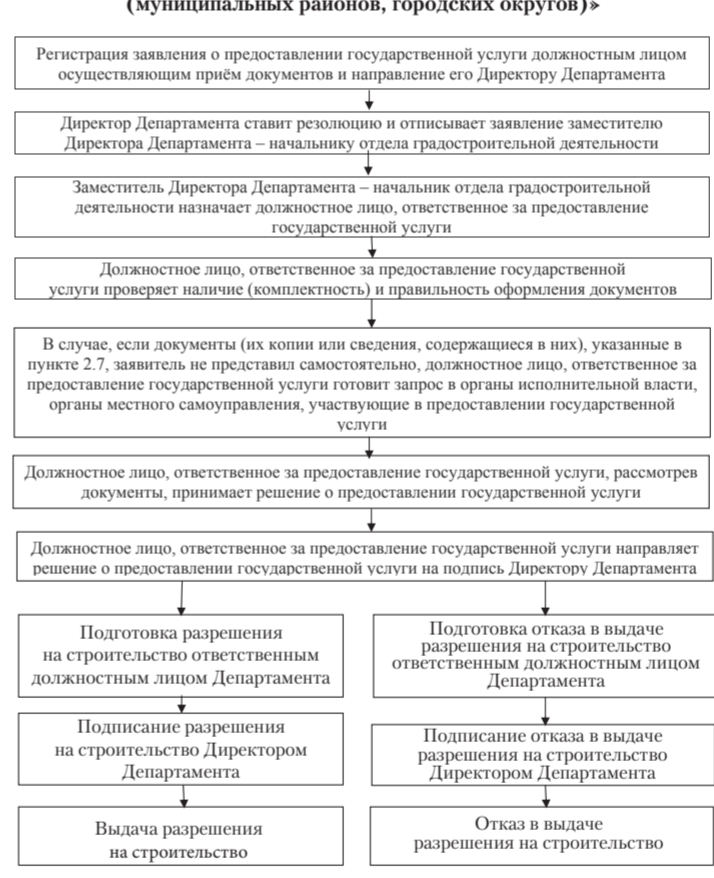 (муниципальных районов, городских округов)»
Регистрация заявления о предоставлении государственной услуги должностным лицом
осуществляющим приём документов и направление его Директору Департамента
Директор Департамента ставит резолюцию и отписывает заявление заместителю
Директора Департамента – начальнику отдела градостроительной деятельности
Заместитель Директора Департамента – начальник отдела градостроительной
деятельности назначает должностное лицо, ответственное за предоставление
государственной услуги
Должностное лицо, ответственное за предоставление государственной
услуги проверяет наличие (комплектность) и правильность оформления документов
В случае, если документы (их копии или сведения, содержащиеся в них), указанные в
пункте 2.7, заявитель не представил самостоятельно, должностное лицо, ответственное за
предоставление государственной услуги готовит запрос в органы исполнительной власти,
органы местного самоуправления, участвующие в предоставлении государственной
услуги
Должностное лицо, ответственное за предоставление государственной услуги, рассмотрев
документы, принимает решение о предоставлении государственной услуги
Должностное лицо, ответственное за предоставление государственной услуги направляет
решение о предоставлении государственной услуги на подпись Директору Департамента
Подготовка разрешения
на строительство ответственным
должностным лицом Департамента
Подписание разрешения
на строительство Директором
Департамента
Выдача разрешения
на строительство
Подготовка отказа в выдаче
разрешения на строительство
ответственным должностным лицом
Департамента
Подписание отказа в выдаче
разрешения на строительство
Директором Департамента
Отказ в выдаче
разрешения на строительство